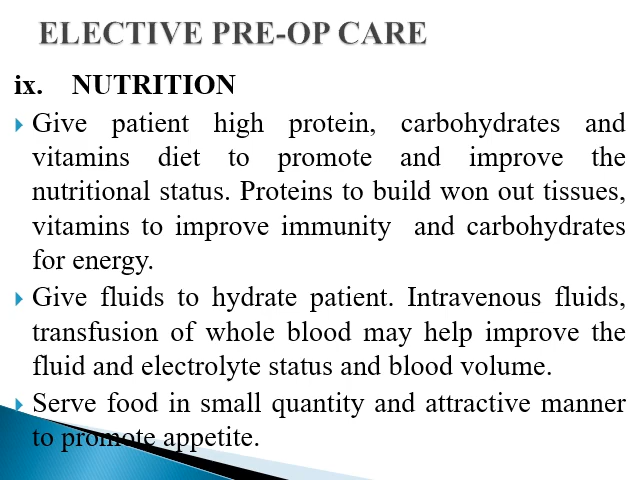 ELECTIVE PRE-OP CARE
ix. NUTRITION
Give patient high protein, carbohydrates and
vitamins diet to promote and improve the
nutritional status. Proteins to build won out tissues,
vitamins to improve immunity and carbohydrates
for energy.
Give fluids to hydrate patient. Intravenous fluids,
transfusion of whole blood may help improve the
fluid and electrolyte status and blood volume.
Serve food in small quantity and attractive manner
to promote appetite.